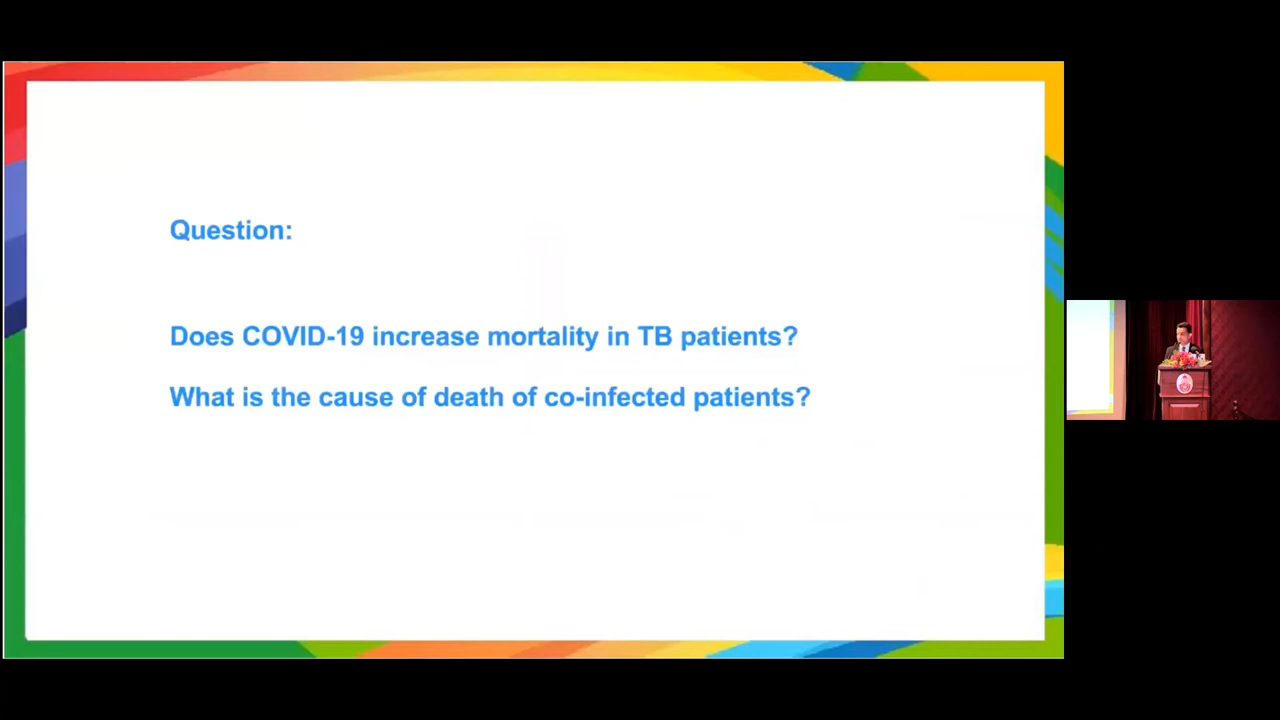 Question:
Does COVID-19 increase mortality in TB patients?
What is the cause of death of co-infected patients?